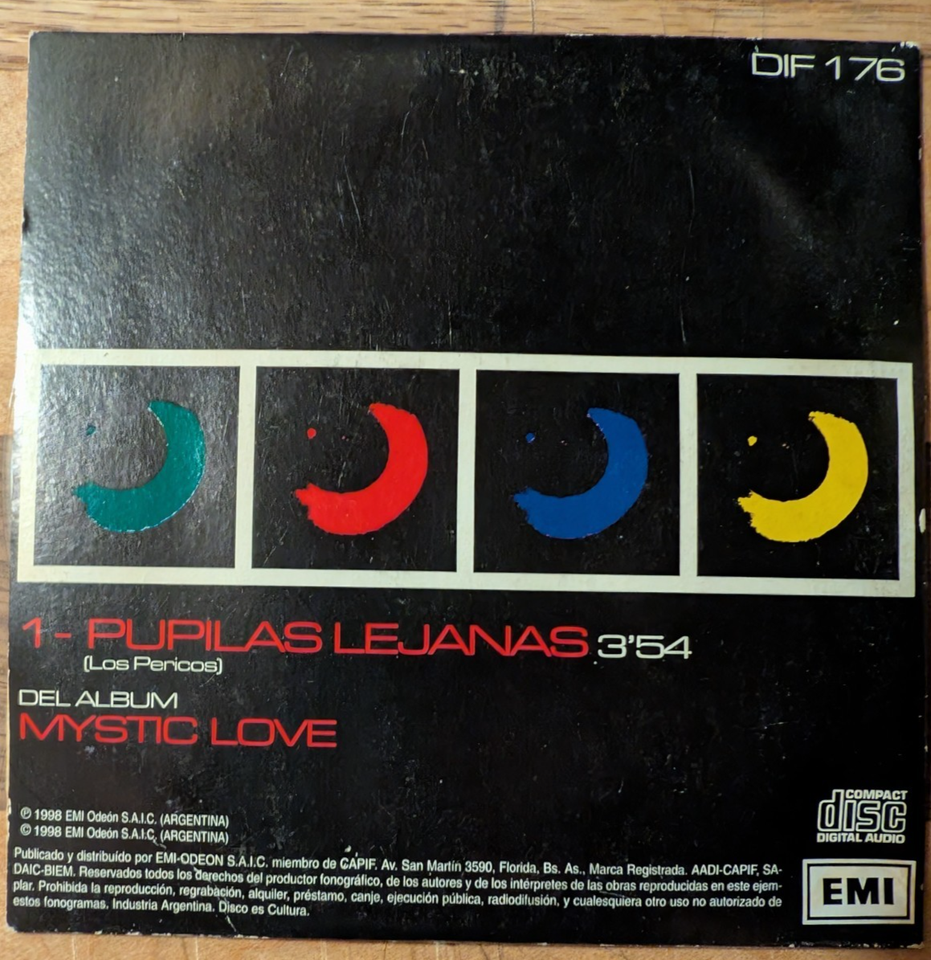 DIF 176
1- PUPILAS LEJANAS 3'54
(Los Pericos)
DEL ALBUM
MYSTIC LOVE
℗ 1998 EMI Odeón S.A.I.C. (ARGENTINA)
© 1998 EMI Odeón S.A.I.C. (ARGENTINA)
Publicado y distribuído por EMI-ODEON S.A.I.C. miembro de CAPIF. Av. San Martín 3590, Florida, Bs. As., Marca Registrada. AADI-CAPIF, SA-
DAIC-BIEM. Reservados todos los derechos del productor fonográfico, de los autores y de los intérpretes de las obras reproducidas en este ejem-
plar. Prohibida la reproducción, regrabación, alquiler, préstamo, canje, ejecución pública, radiodifusión, y cualesquiera otro uso no autorizado de
estos fonogramas. Industria Argentina. Disco es Cultura.
COMPACT
disc
DIGITAL AUDIO
EMI